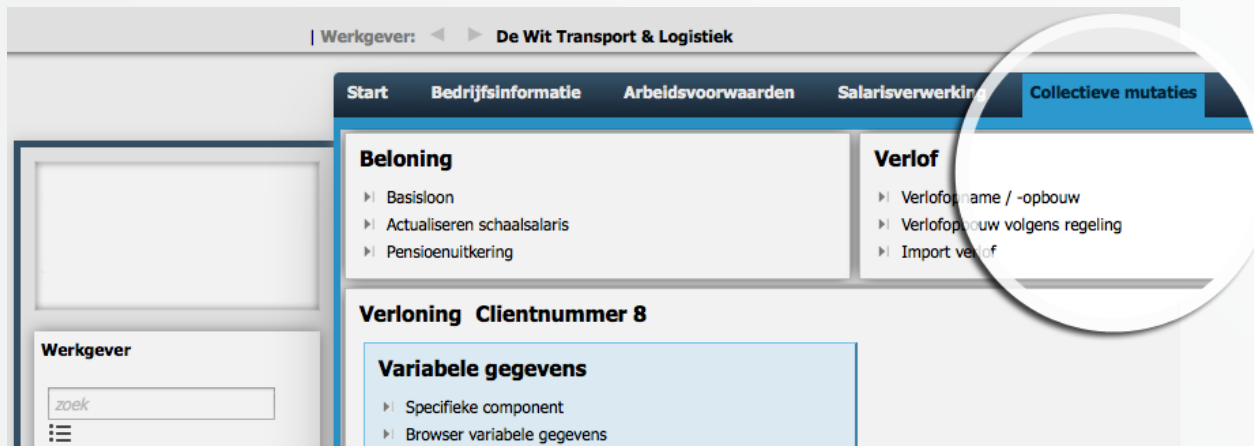 | Werkgever: De Wit Transport & Logistiek
Start Bedrijfsinformatie Arbeidsvoorwaarden Salarisverwerking Collectieve mutaties
Beloning
Basisloon
Actualiseren schaalsalaris
Pensioenuitkering
Verlof
Verlofopname / -opbouw
Verlofopbouw volgens regeling
Import verlof
Verloning Clientnummer 8
Variabele gegevens
Specifieke component
Browser variabele gegevens
Werkgever
zoek